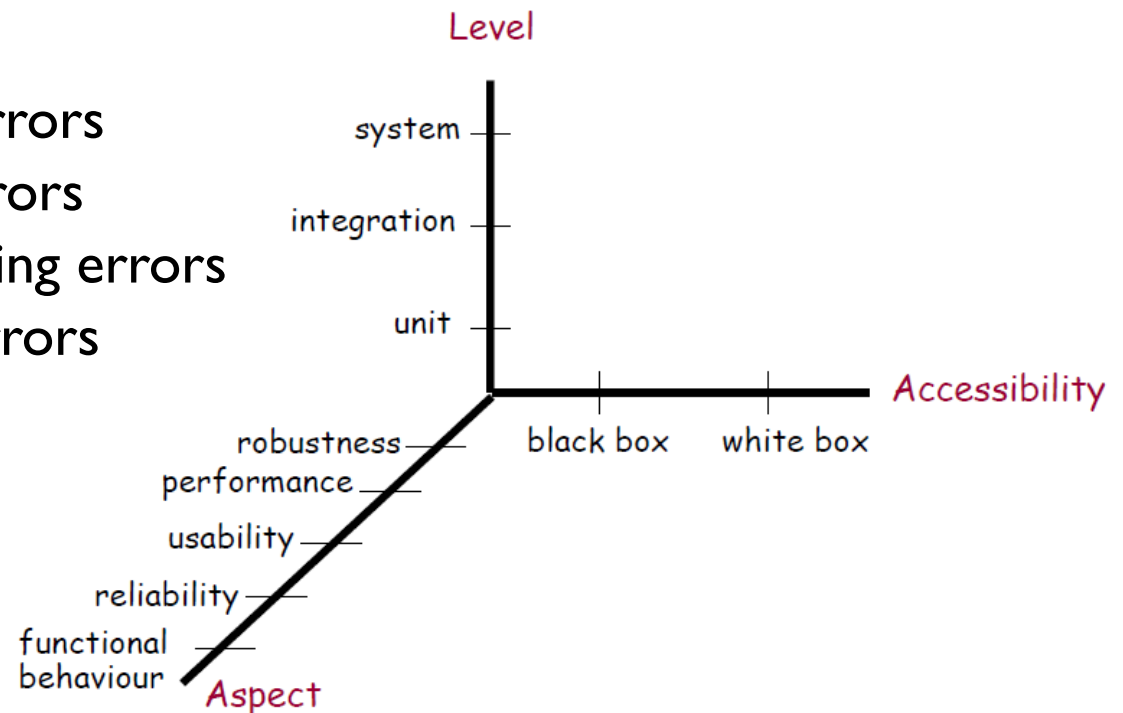 Level
rrors
system
rors
integration
ing errors
unit
rrors
Accessibility
robustness
black box
white box
performance
usability
reliability
functional
behaviour
Aspect